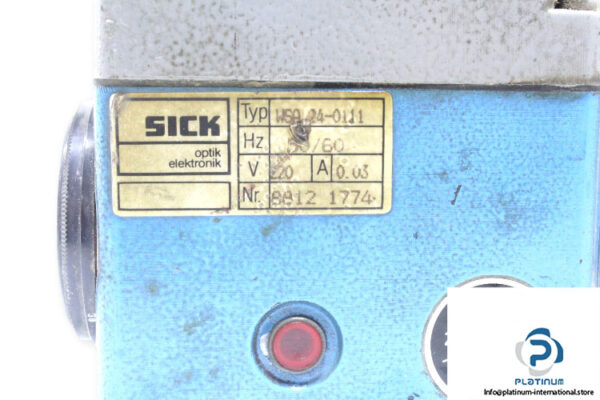 SICK
optik
elektronik
Typ 24-0111
Hz 50/60
V 220 A 0.03
Nr. 8812 1774
PLATINUM
Info@platinum-international.store